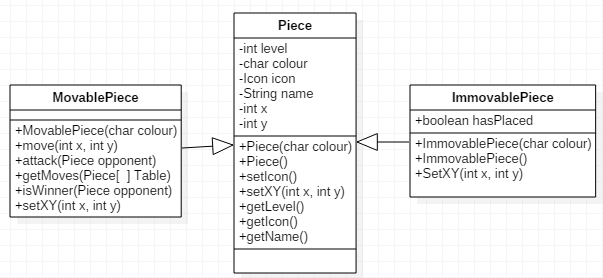 Piece
-int level
-char colour
-Icon icon
-String name
-int x
-int y
+Piece(char colour)
+Piece()
+setIcon()
+setXY(int x, int y)
+getLevel()
+getIcon()
+getName()
MovablePiece
+MovablePiece(char colour)
+move(int x, int y)
+attack(Piece opponent)
+getMoves(Piece[ ] Table)
+isWinner(Piece opponent)
+setXY(int x, int y)
ImmovablePiece
+boolean hasPlaced
+ImmovablePiece(char colour)
+ImmovablePiece()
+SetXY(int x, int y)